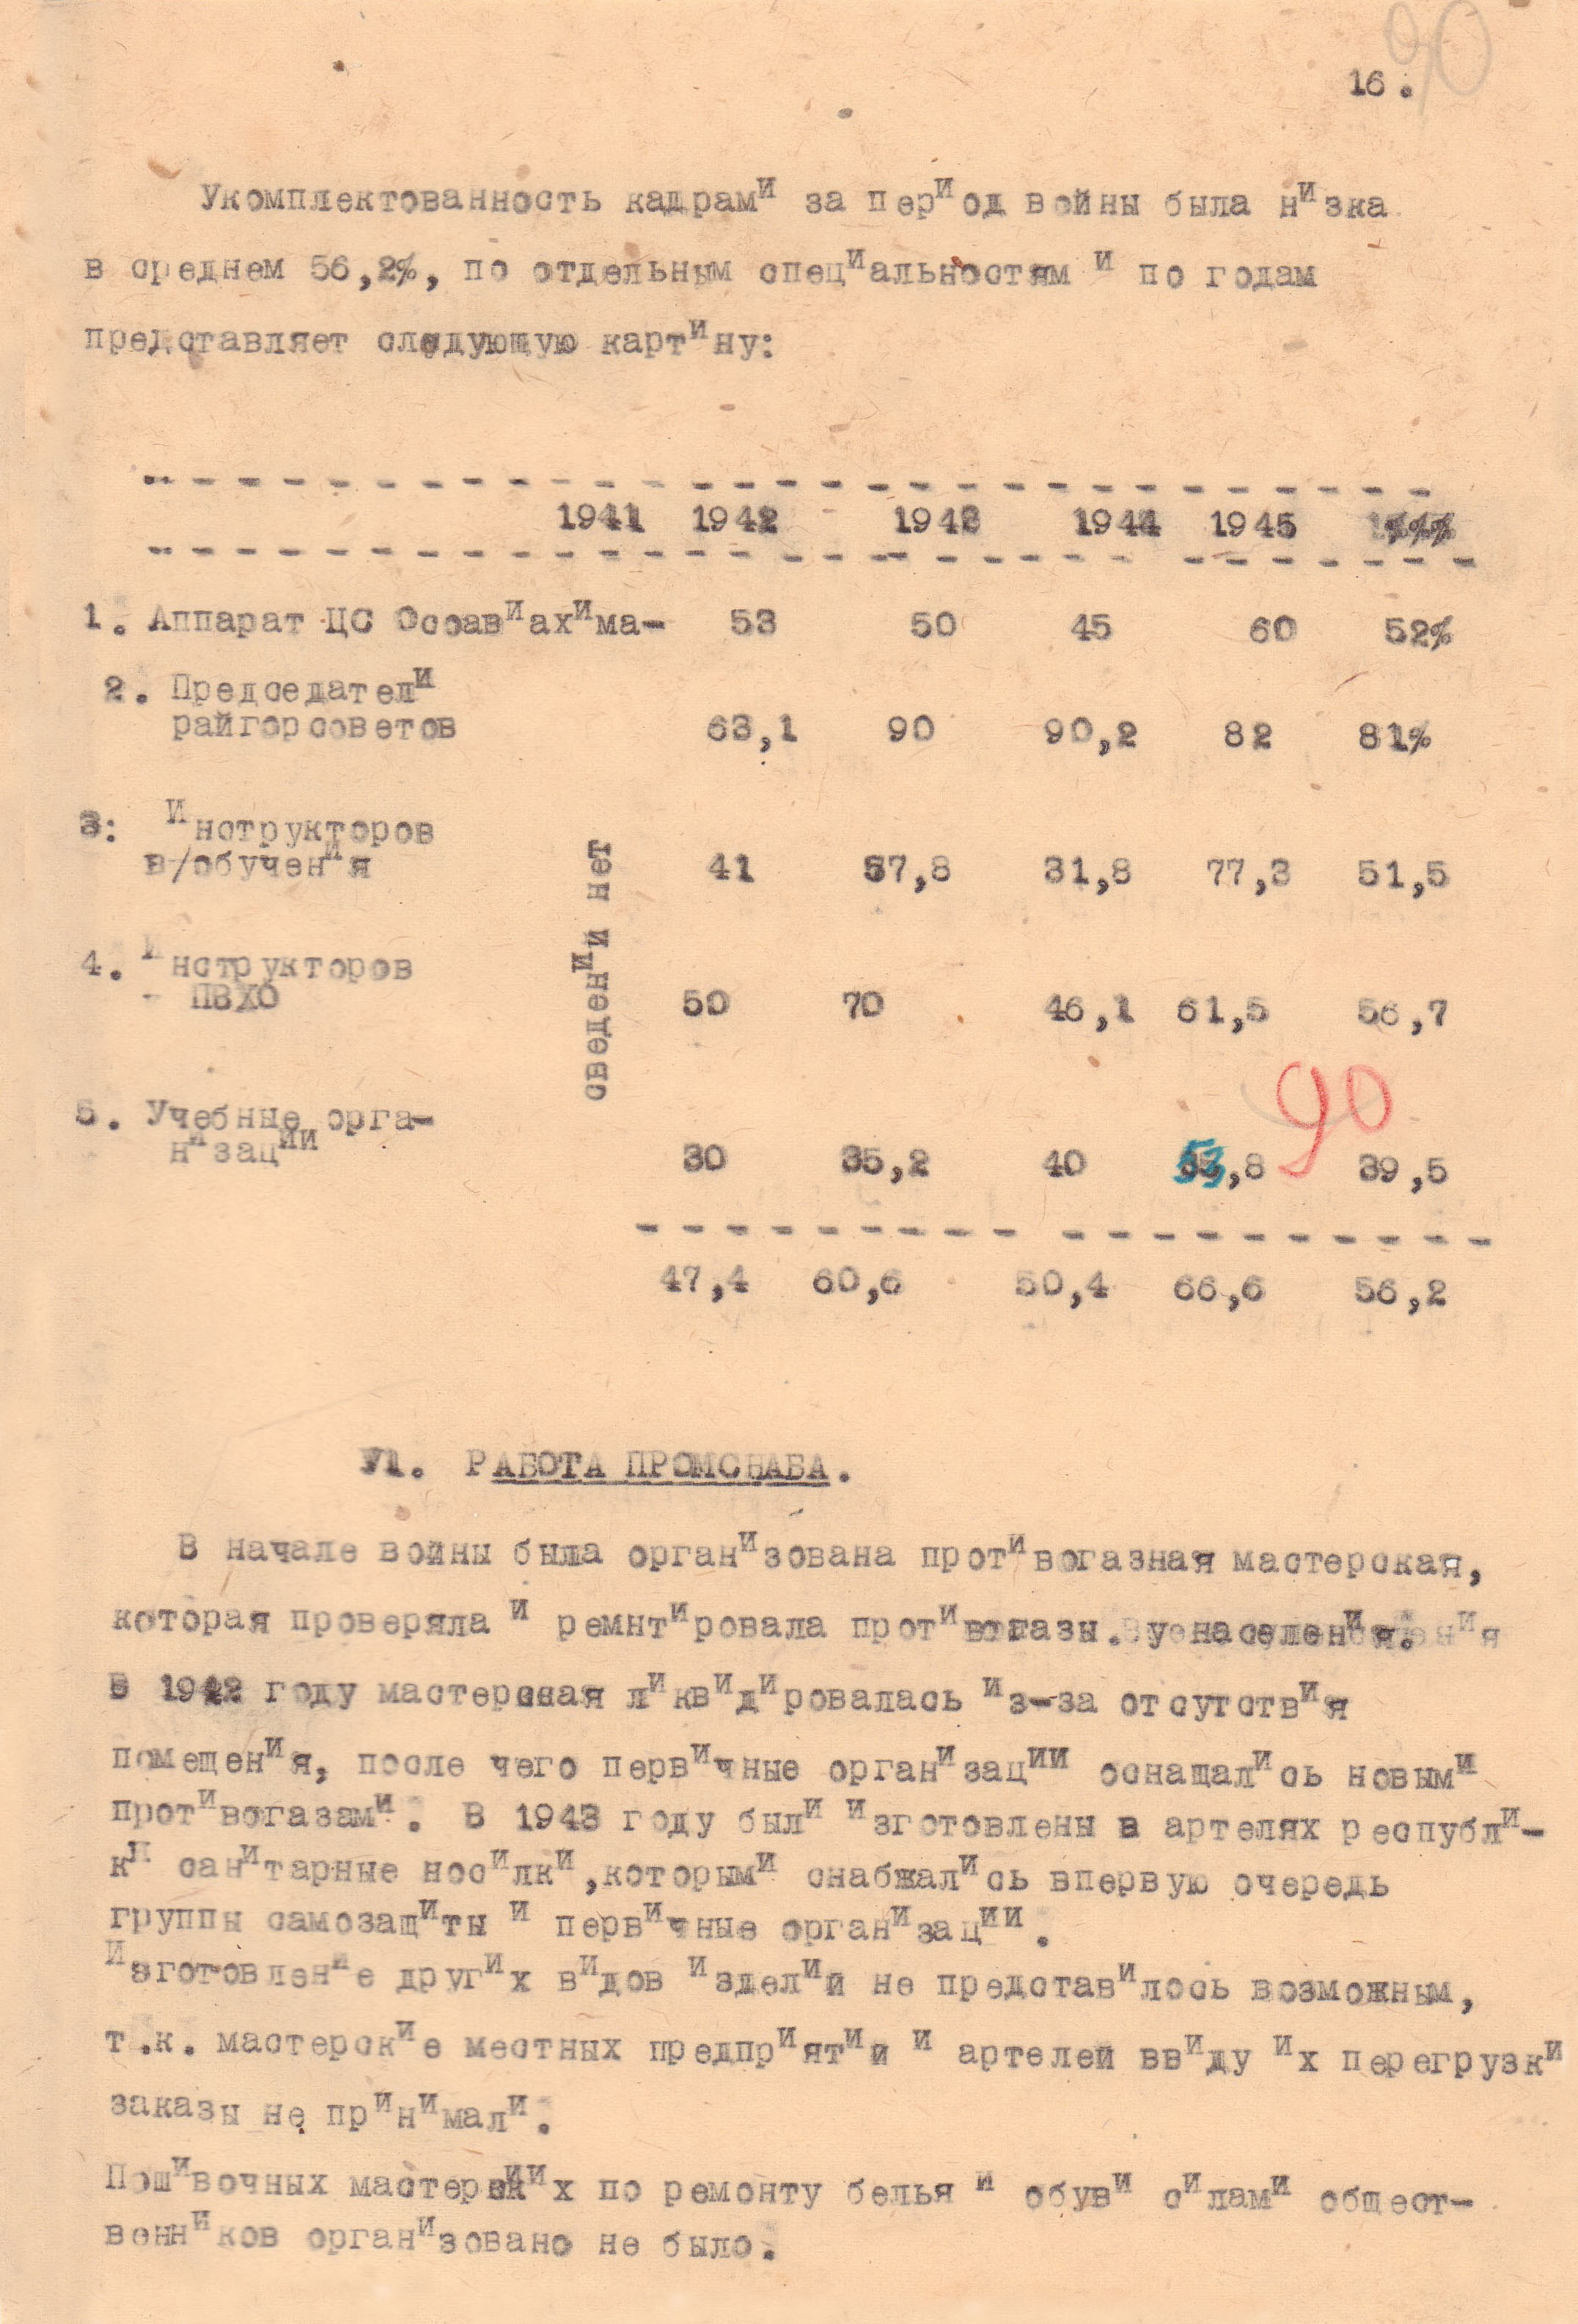 90
16.
Укомплектованность кадрами за период войны была низка
в среднем 56,2%, по отдельным специальностям и по годам
представляет следующую картину:
1941 1942 1943 1944 1945 %%
1. Аппарат ЦС Осоавиахима- 53 50 45 60 52%
2. Председатели
райгорсоветов 63,1 90 90,2 82 81%
3: Инструкторов
в/обучения 41 57,8 31,8 77,3 51,5
сведений нет
4. Инструкторов
- ПВХО 50 70 46,1 61,5 56,7
90
5. Учебные орга-
низации 30 35,2 40 53,8 39,5
47,4 60,6 50,4 66,6 56,2
У1. РАБОТА ПРОМСНАБА.
В начале войны была организована противогазная мастерская,
которая проверяла и ремнтировала противогазы. у населения.
В 1942 году мастерская ликвидировалась из-за отсутствия
помещения, после чего первичные организации оснащались новыми
противогазами. В 1943 году были изготовлены в артелях республи-
ки санитарные носилки,которыми снабжались впервую очередь
группы самозащиты и первичные организации.
Изготовление других видов изделий не представилось возможным,
т.к. мастерские местных предприятий и артелей ввиду их перегрузки
заказы не принимали.
Пошивочных мастерских по ремонту белья и обуви силами общест-
венников организовано не было.